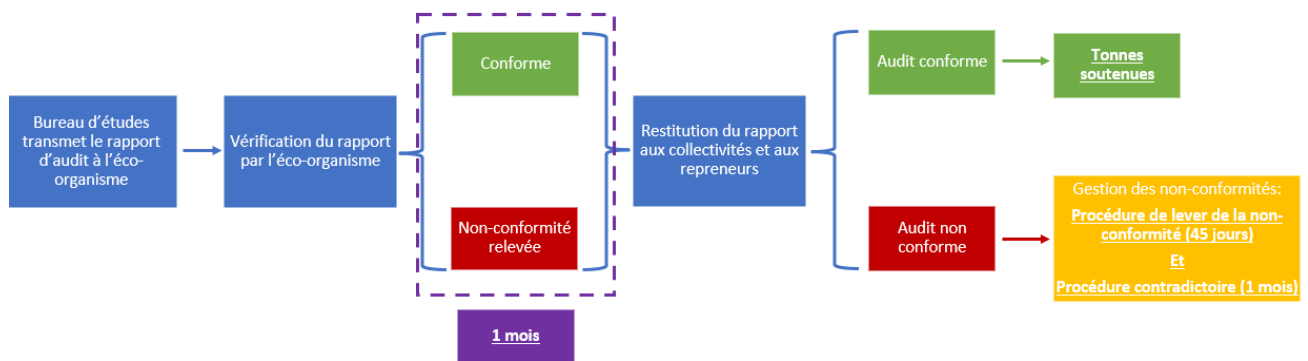 Bureau d'études
transmet le rapport
d'audit à l'éco-
organisme
Vérification du rapport
par l'éco-organisme
Conforme
Non-conformité
relevée
1 mois
Restitution du rapport
aux collectivités et aux
repreneurs
Audit conforme
Tonnes
soutenues
Audit non
conforme
Gestion des non-conformités:
Procédure de lever de la non-
conformité (45 jours)
Et
Procédure contradictoire (1 mois)